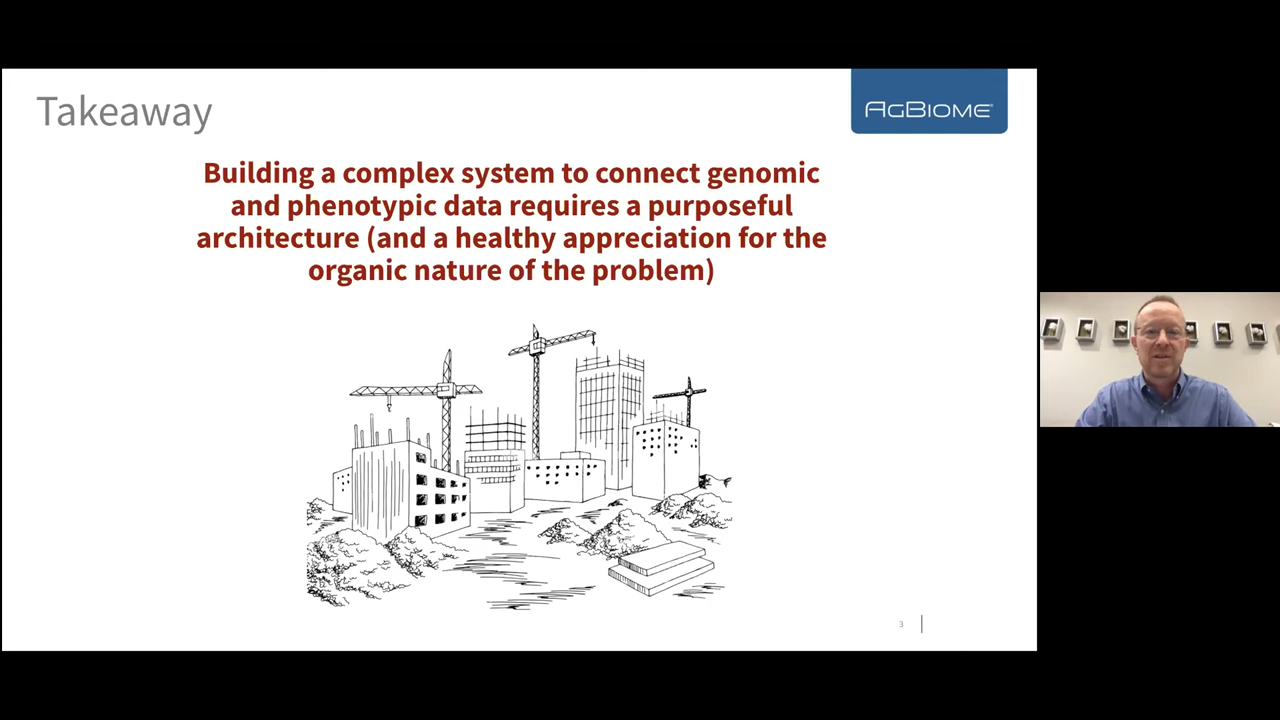 Takeaway
AGBIOME
Building a complex system to connect genomic
and phenotypic data requires a purposeful
architecture (and a healthy appreciation for the
organic nature of the problem)
3